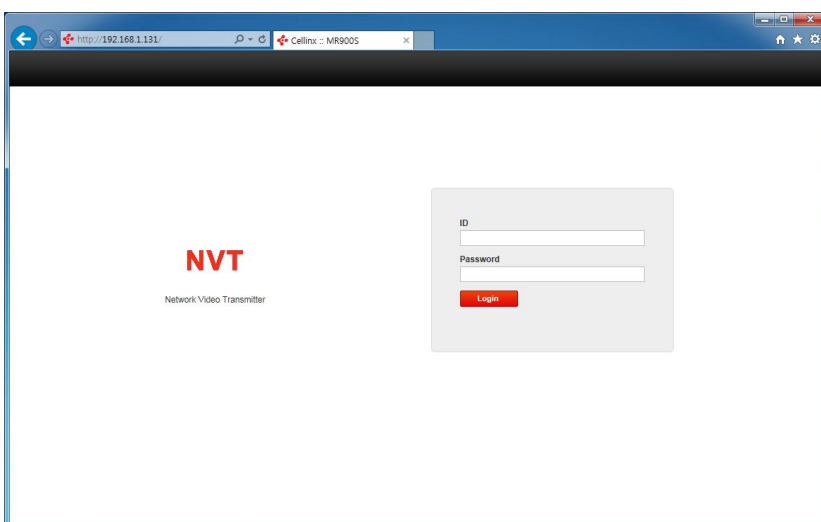 http://192.168.1.131/
Cellinx :: MR900S
ID
Password
Login
NVT
Network Video Transmitter